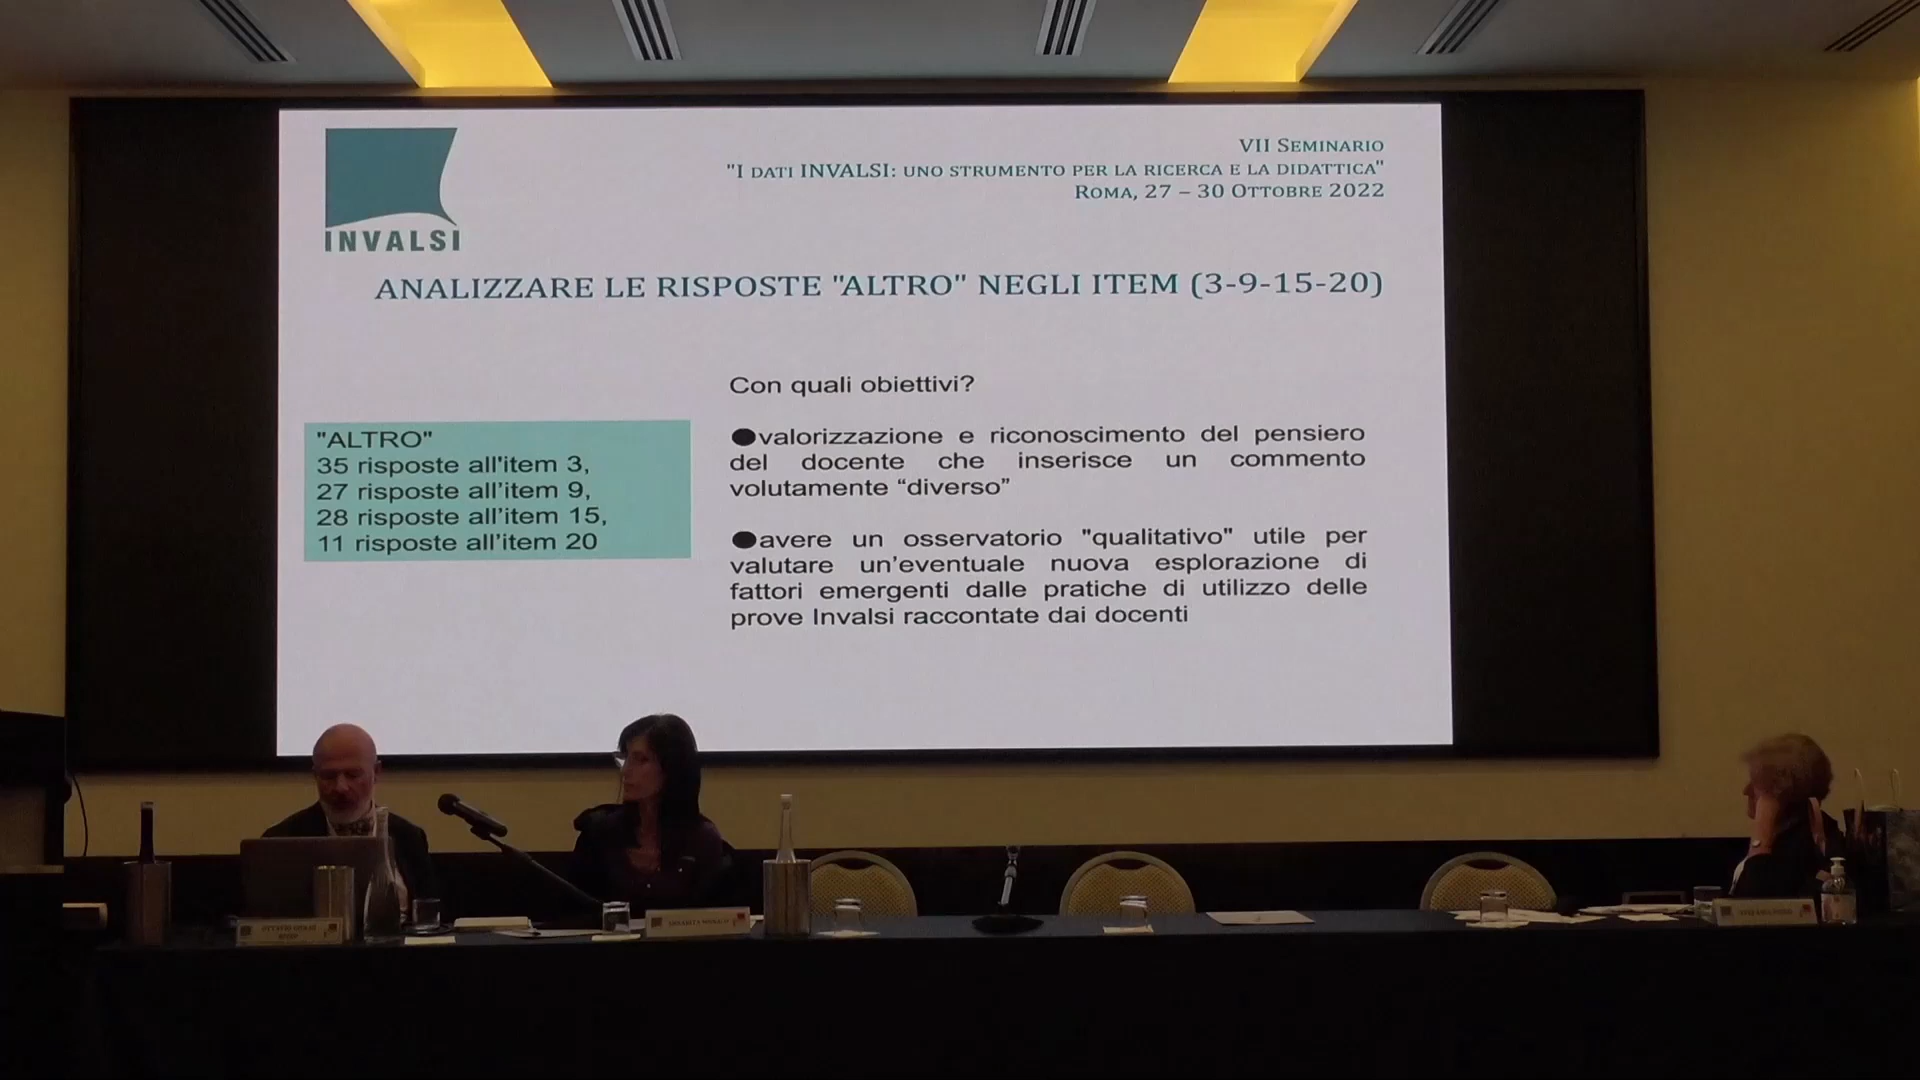 VII SEMINARIO
"I DATI INVALSI: UNO STRUMENTO PER LA RICERCA E LA DIDATTICA"
ROMA, 27 – 30 OTTOBRE 2022
INVALSI
ANALIZZARE LE RISPOSTE "ALTRO" NEGLI ITEM (3-9-15-20)
"ALTRO"
35 risposte all'item 3,
27 risposte all’item 9,
28 risposte all’item 15,
11 risposte all’item 20
Con quali obiettivi?
●valorizzazione e riconoscimento del pensiero
del docente che inserisce un commento
volutamente “diverso”
●avere un osservatorio "qualitativo" utile per
valutare un’eventuale nuova esplorazione di
fattori emergenti dalle pratiche di utilizzo delle
prove Invalsi raccontate dai docenti